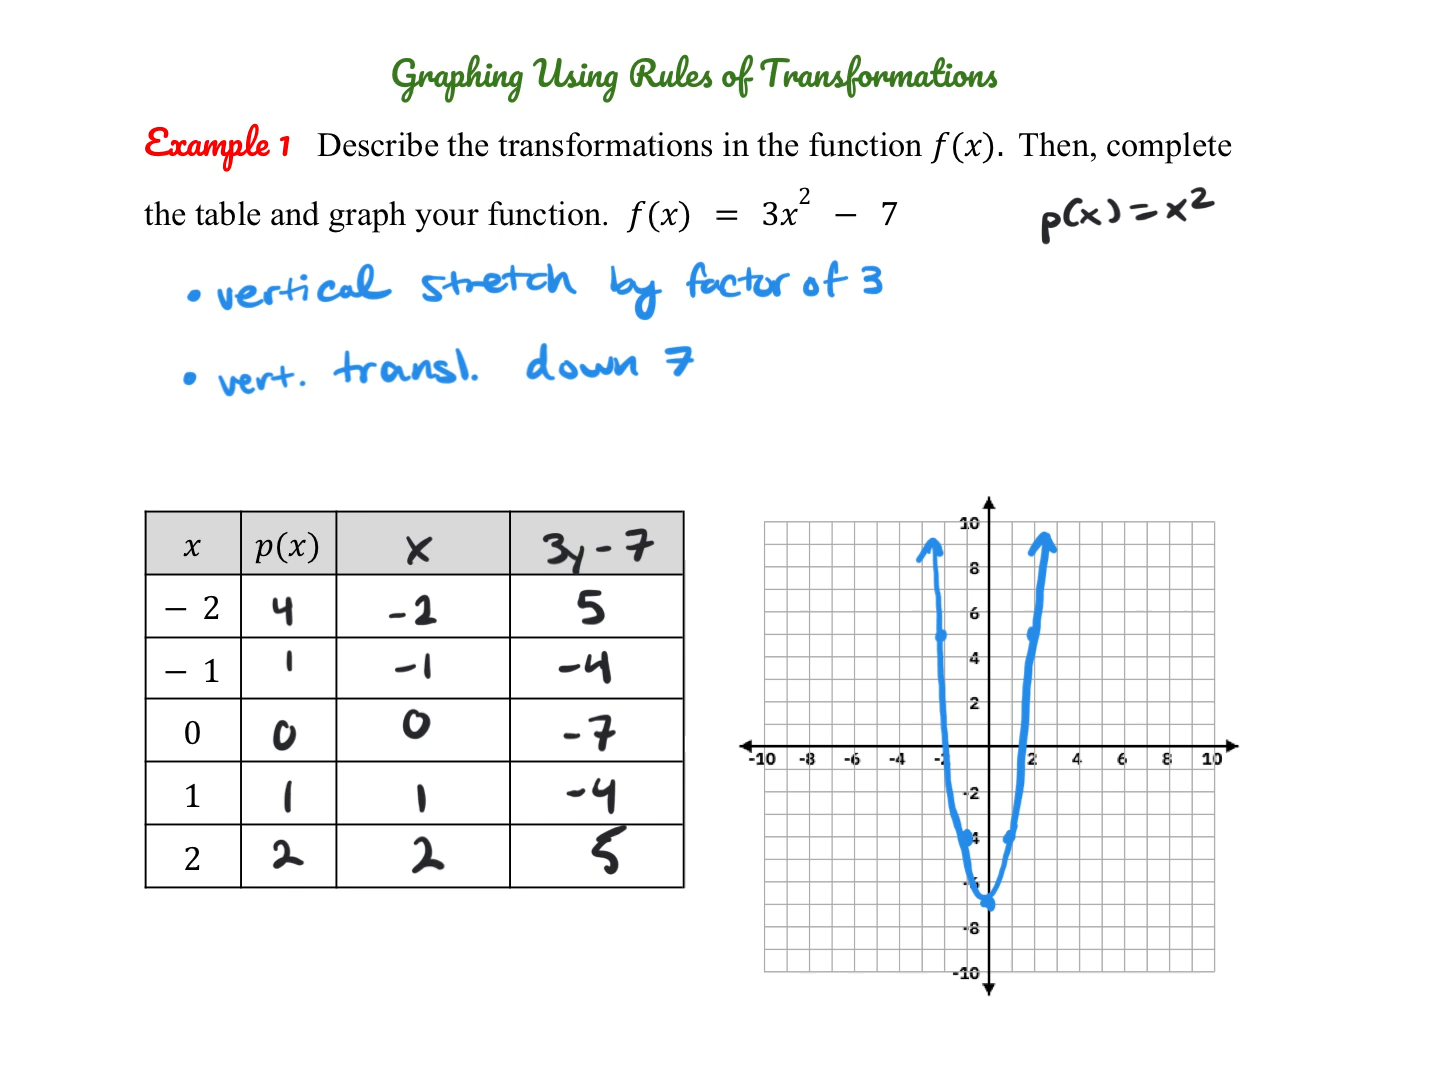 Graphing Using Rules of Transformations
Example 1 Describe the transformations in the function f(x). Then, complete
the table and graph your function. f(x) = 3x² − 7 p(x)=x²
• vertical stretch by factor of 3
• vert. transl. down 7
x p(x) x 3y-7
− 2 4 -2 5
− 1 1 -1 -4
0 0 0 -7
1 1 1 -4
2 2 2 5
10
8
6
4
2
-10 -8 -6 -4 2 4 6 8 10
-2
-8
-10